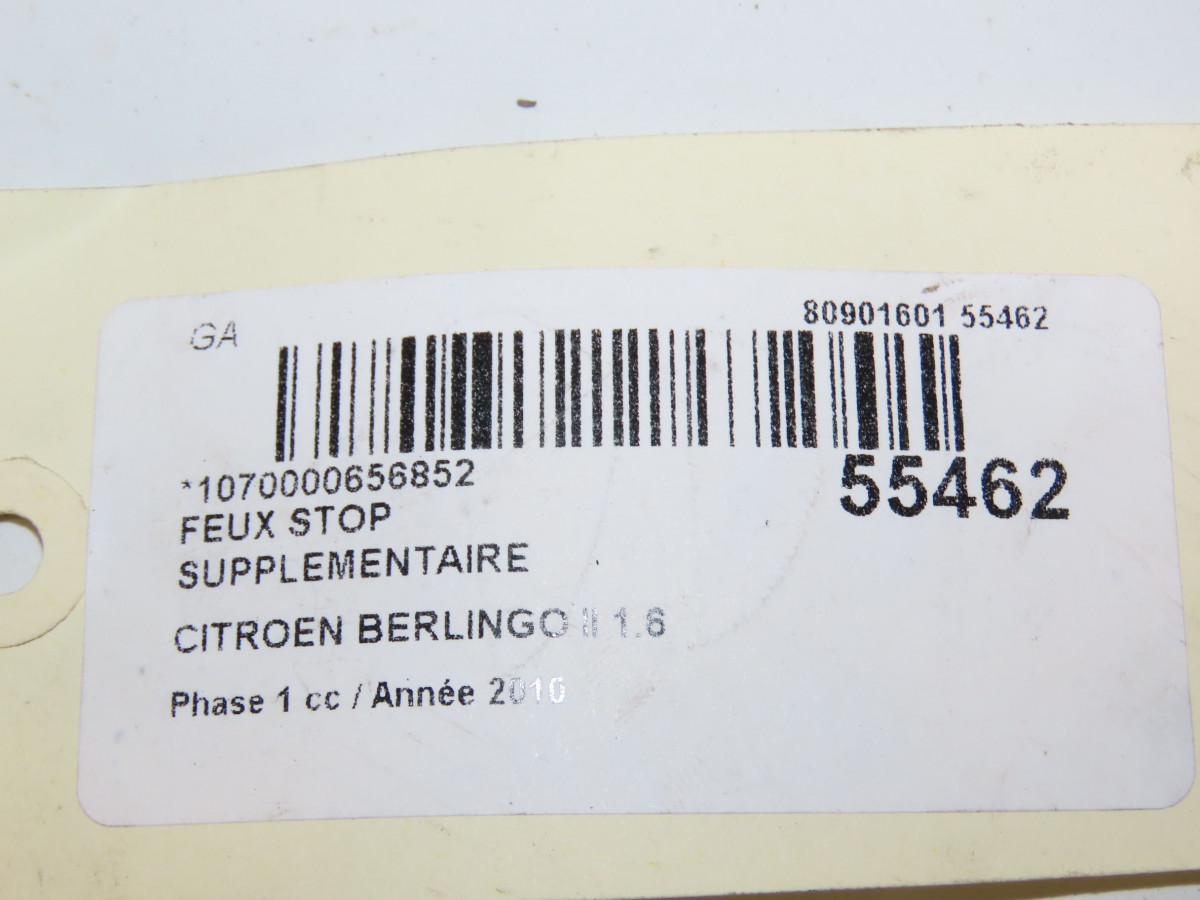 GA
80901601 55462
*1070000656852
55462
FEUX STOP
SUPPLEMENTAIRE
CITROEN BERLINGO II 1.6
Phase 1 cc / Année 2010